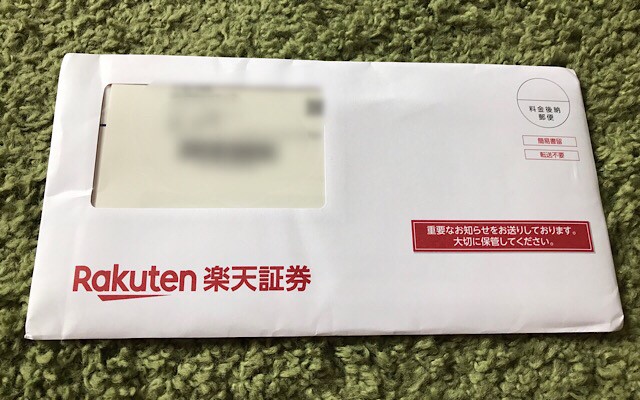 料金後納
郵便
簡易書留
転送不要
重要なお知らせをお送りしております。
大切に保管してください。
Rakuten 楽天証券